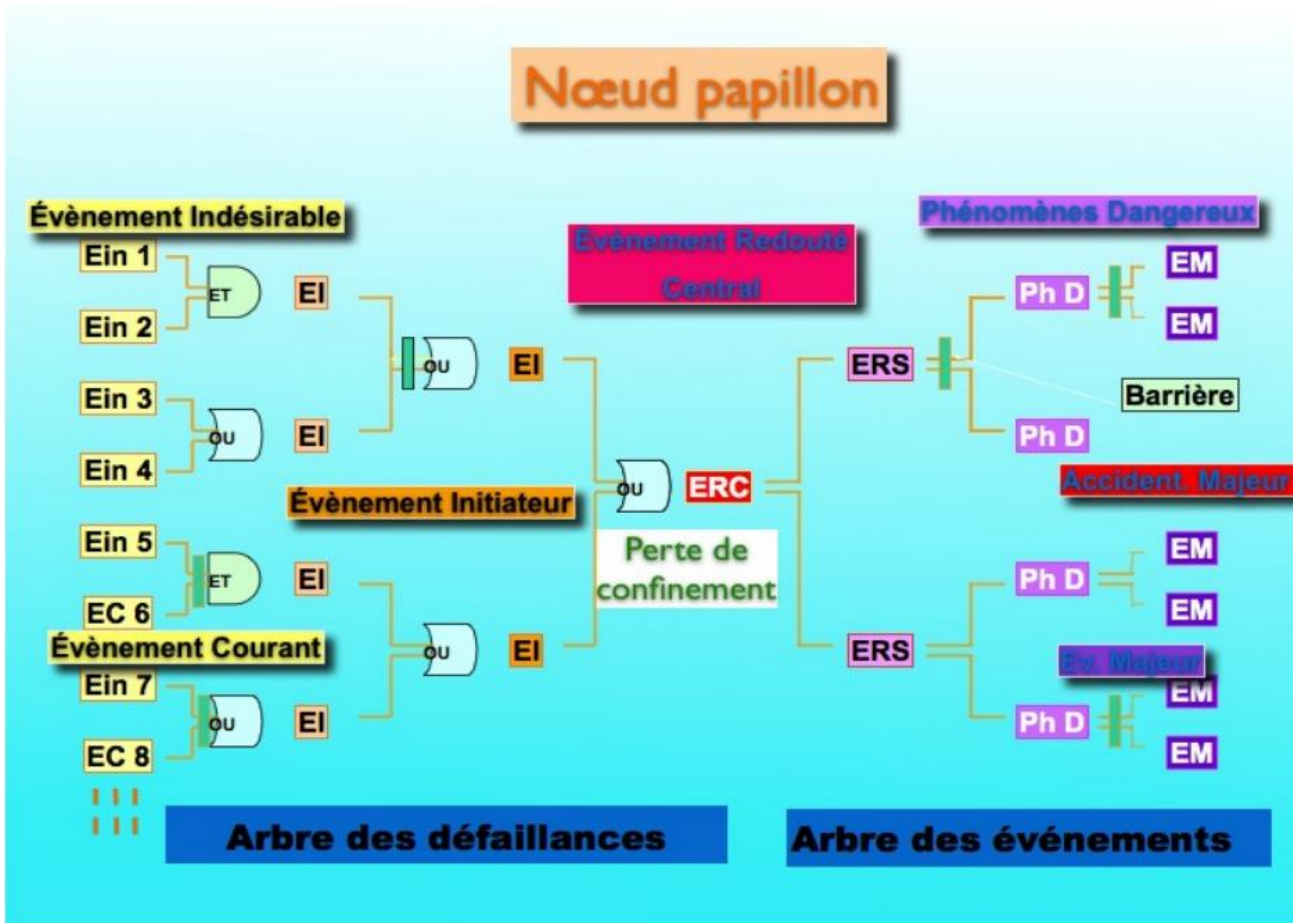 Nœud papillon
Évènement Indésirable
Phénomènes Dangereux
Événement Redouté
Central
Ein 1
ET
EI
Ein 2
OU
EI
Ein 3
OU
EI
Ein 4
Évènement Initiateur
OU
ERC
Perte de
confinement
Ein 5
ET
EI
EC 6
Évènement Courant
OU
EI
Ein 7
OU
EI
EC 8
ERS
Ph D
EM
EM
Barrière
Ph D
Accident. Majeur
ERS
Ph D
EM
EM
Ev. Majeur
Ph D
EM
EM
Arbre des défaillances
Arbre des événements